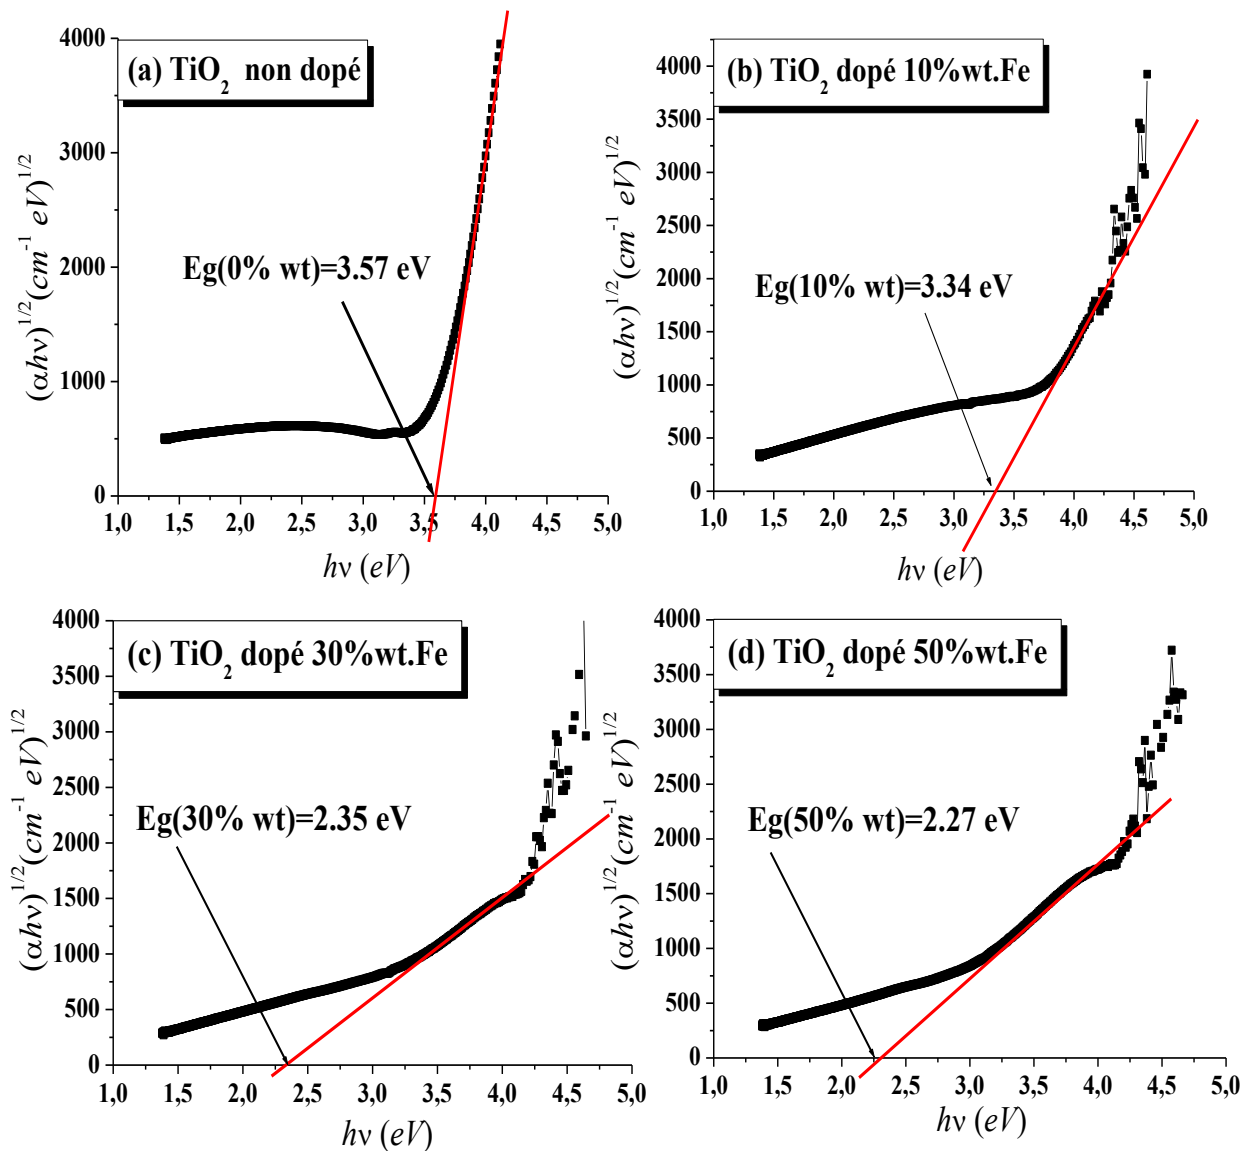 (a) TiO2 non dopé
4000
3000
2000
1000
0
(αhν)^1/2 (cm^-1 eV)^1/2
Eg(0% wt)=3.57 eV
1,0 1,5 2,0 2,5 3,0 3,5 4,0 4,5 5,0
hν (eV)
(b) TiO2 dopé 10%wt.Fe
4000
3500
3000
2500
2000
1500
1000
500
0
(αhν)^1/2 (cm^-1 eV)^1/2
Eg(10% wt)=3.34 eV
1,0 1,5 2,0 2,5 3,0 3,5 4,0 4,5 5,0
hν (eV)
(c) TiO2 dopé 30%wt.Fe
4000
3500
3000
2500
2000
1500
1000
500
0
(αhν)^1/2 (cm^-1 eV)^1/2
Eg(30% wt)=2.35 eV
1,0 1,5 2,0 2,5 3,0 3,5 4,0 4,5 5,0
hν (eV)
(d) TiO2 dopé 50%wt.Fe
4000
3500
3000
2500
2000
1500
1000
500
0
(αhν)^1/2 (cm^-1 eV)^1/2
Eg(50% wt)=2.27 eV
1,0 1,5 2,0 2,5 3,0 3,5 4,0 4,5 5,0
hν (eV)